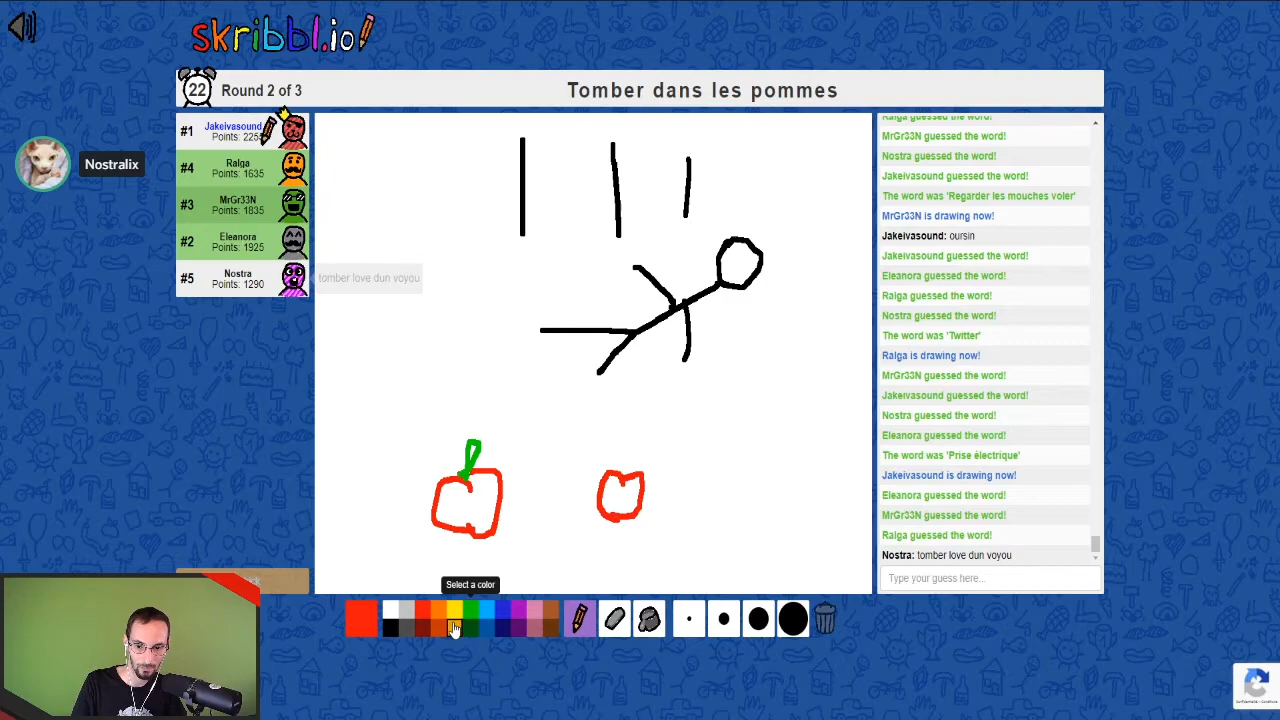 skribbl.io
22
Round 2 of 3
Tomber dans les pommes
Nostralix
#1
Jakeivasound
Points: 2255
#4
Ralga
Points: 1635
#3
MrGr33N
Points: 1835
#2
Eleanora
Points: 1925
#5
Nostra
Points: 1290
tomber love dun voyou
Ralga guessed the word!
MrGr33N guessed the word!
Nostra guessed the word!
Jakeivasound guessed the word!
The word was 'Regarder les mouches voler'
MrGr33N is drawing now!
Jakeivasound: oursin
Jakeivasound guessed the word!
Eleanora guessed the word!
Ralga guessed the word!
Nostra guessed the word!
The word was 'Twitter'
Ralga is drawing now!
MrGr33N guessed the word!
Jakeivasound guessed the word!
Nostra guessed the word!
Eleanora guessed the word!
The word was 'Prise électrique'
Jakeivasound is drawing now!
Eleanora guessed the word!
MrGr33N guessed the word!
Ralga guessed the word!
Nostra: tomber love dun voyou
Type your guess here...
Select a color